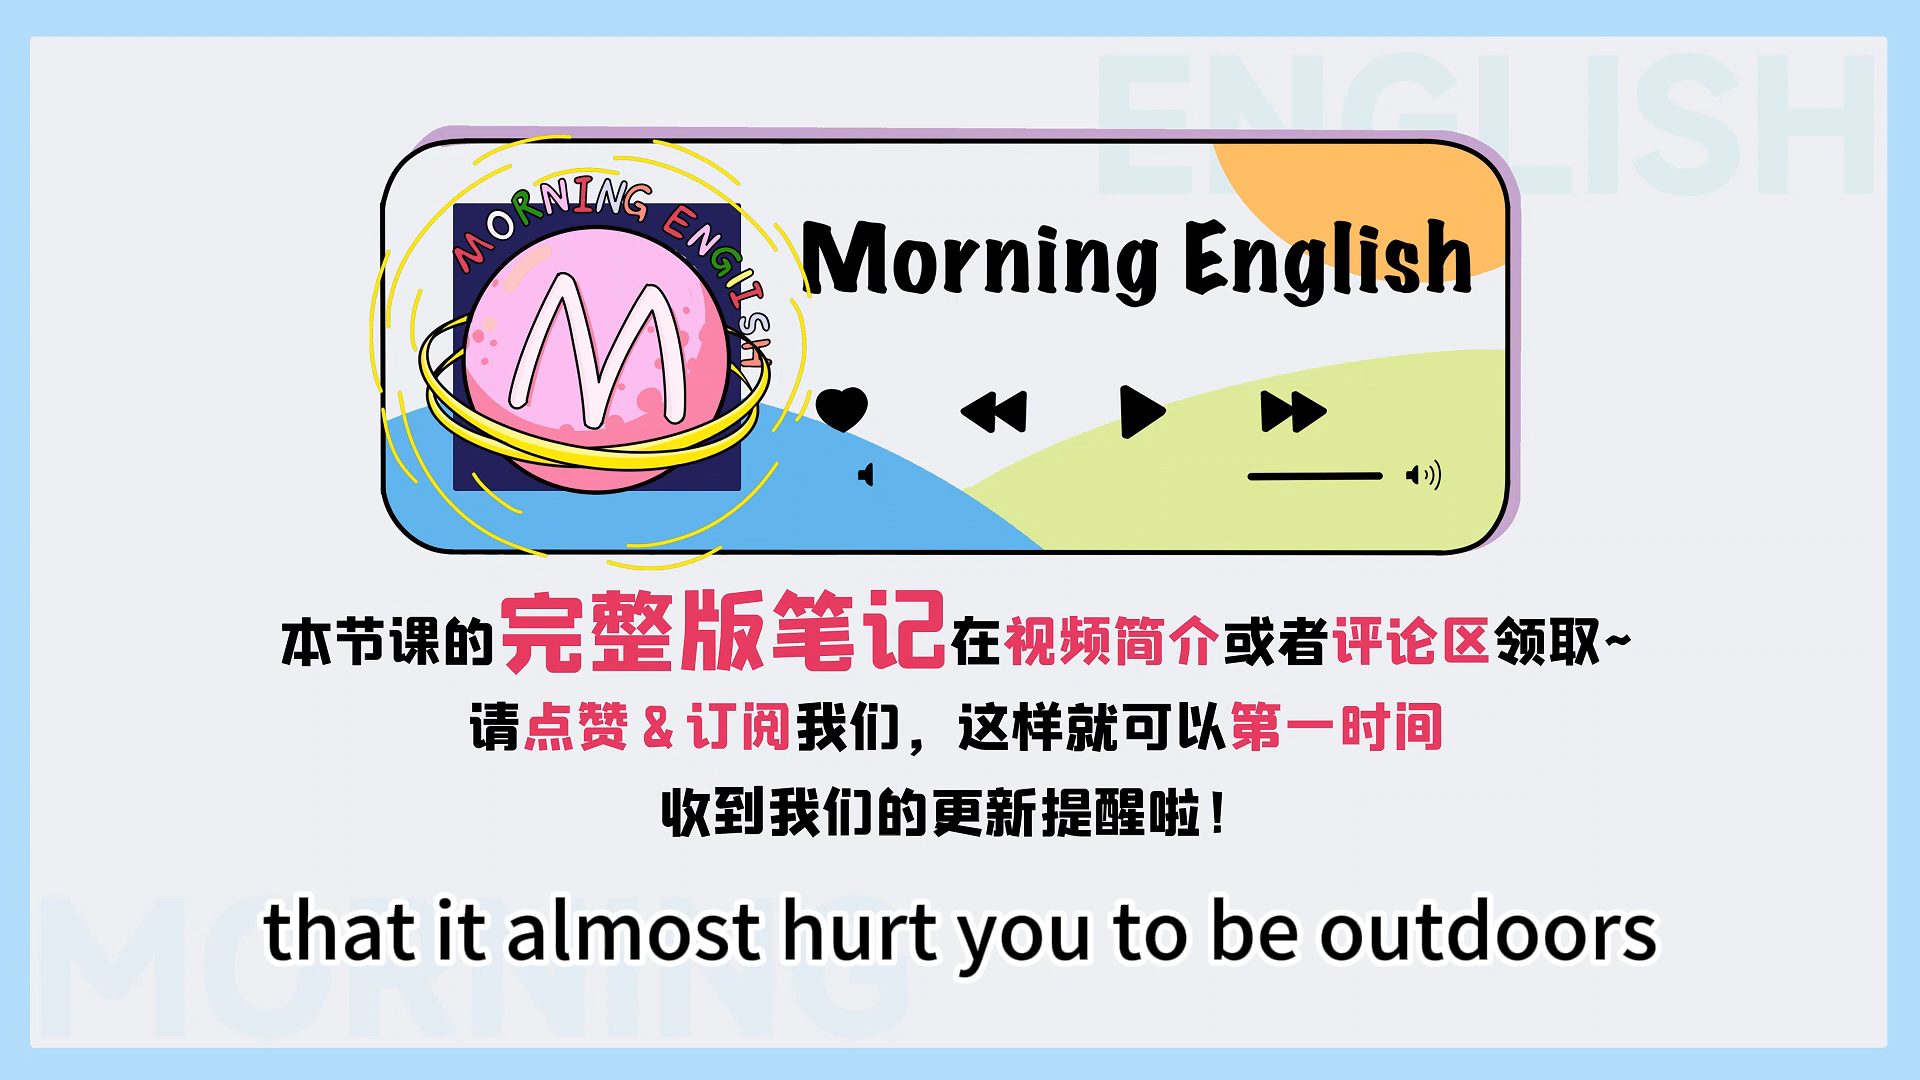 ENGLISH
MORNING ENGLISH
M
Morning English
本节课的完整版笔记在视频简介或者评论区领取~
请点赞&订阅我们，这样就可以第一时间
收到我们的更新提醒啦！
that it almost hurt you to be outdoors
MORNING